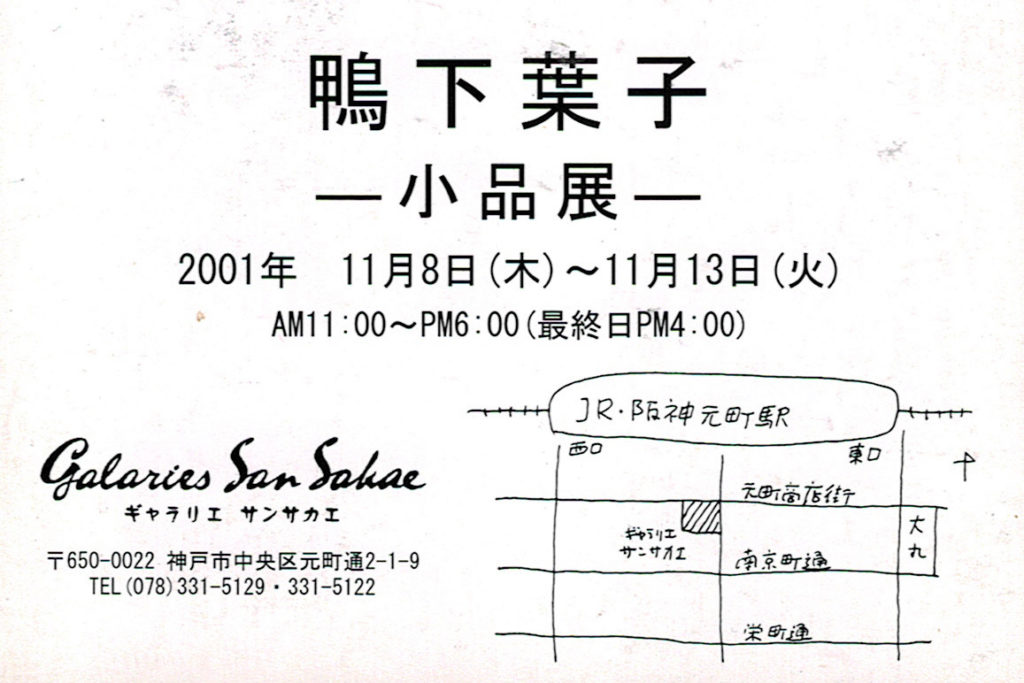 鴨下葉子
―小品展―
2001年　11月8日(木)～11月13日(火)
AM11:00～PM6:00(最終日PM4:00)
Galaries San Sakae
ギャラリエ サンサカエ
〒650-0022 神戸市中央区元町通2-1-9
TEL(078)331-5129・331-5122
JR・阪神元町駅
西口
東口
元町商店街
大丸
ギャラリエ
サンサカエ
南京町通
栄町通